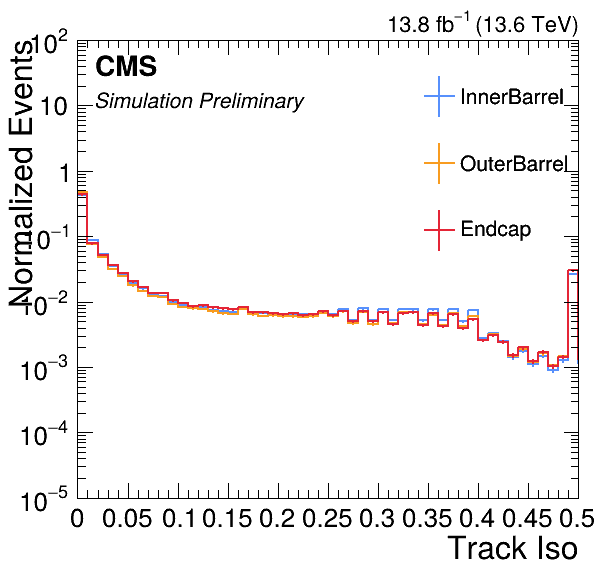 13.8 fb⁻¹ (13.6 TeV)
CMS
Simulation Preliminary
InnerBarrel
OuterBarrel
Endcap
Normalized Events
10²
10
1
10⁻¹
10⁻²
10⁻³
10⁻⁴
10⁻⁵
0 0.05 0.1 0.15 0.2 0.25 0.3 0.35 0.4 0.45 0.5
Track Iso